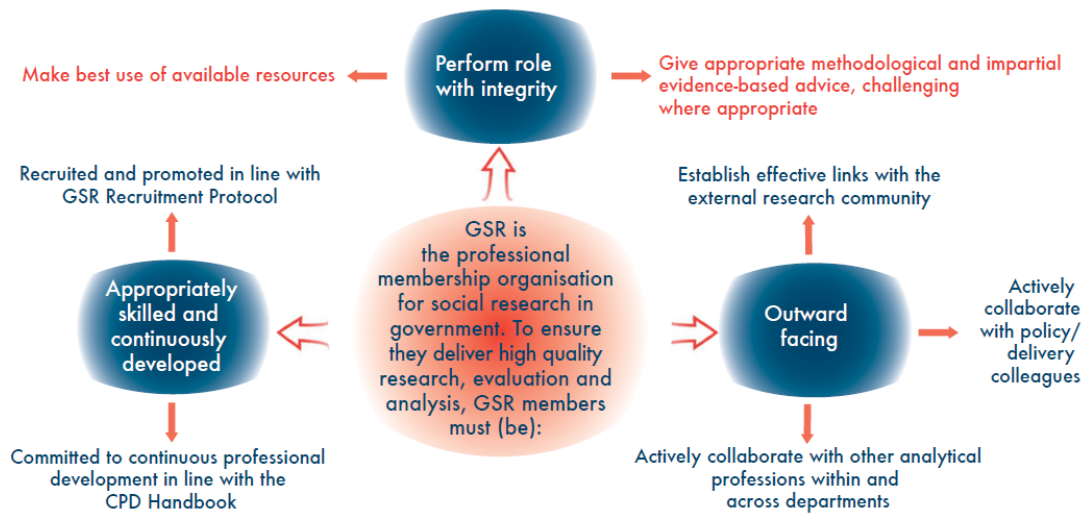 Perform role
with integrity
Make best use of available resources
Give appropriate methodological and impartial
evidence-based advice, challenging
where appropriate
Recruited and promoted in line with
GSR Recruitment Protocol
Establish effective links with the
external research community
GSR is
the professional
membership organisation
for social research in
government. To ensure
they deliver high quality
research, evaluation and
analysis, GSR members
must (be):
Appropriately
skilled and
continuously
developed
Outward
facing
Actively
collaborate
with policy/
delivery
colleagues
Committed to continuous professional
development in line with the
CPD Handbook
Actively collaborate with other analytical
professions within and
across departments